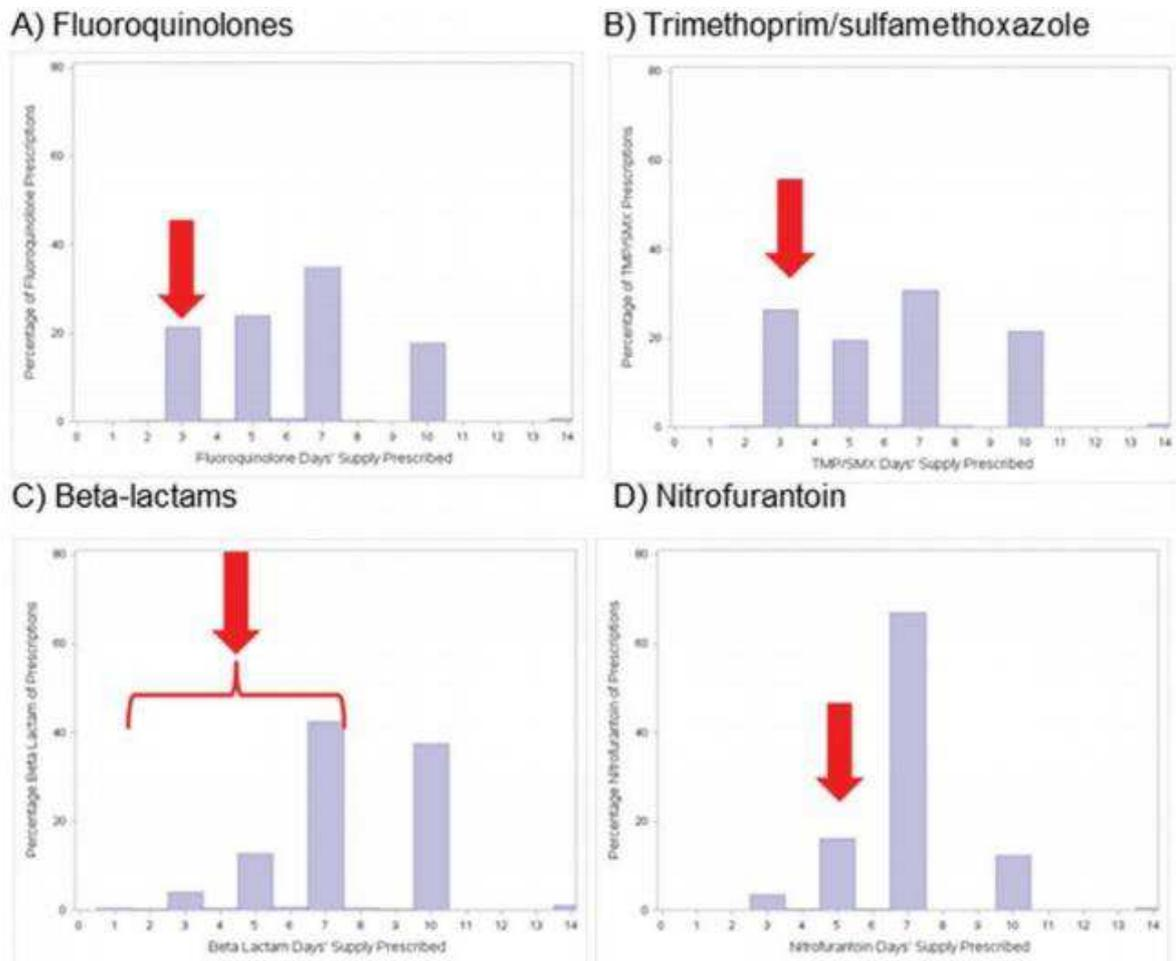 A) Fluoroquinolones
80
60
40
20
0
Percentage of Fluoroquinolone Prescriptions
0 1 2 3 4 5 6 7 8 9 10 11 12 13 14
Fluoroquinolone Days' Supply Prescribed
B) Trimethoprim/sulfamethoxazole
80
60
40
20
0
Percentage of TMP/SMX Prescriptions
0 1 2 3 4 5 6 7 8 9 10 11 12 13 14
TMP/SMX Days' Supply Prescribed
C) Beta-lactams
80
60
40
20
0
Percentage Beta Lactam of Prescriptions
0 1 2 3 4 5 6 7 8 9 10 11 12 13 14
Beta Lactam Days' Supply Prescribed
D) Nitrofurantoin
80
60
40
20
0
Percentage Nitrofurantoin of Prescriptions
0 1 2 3 4 5 6 7 8 9 10 11 12 13 14
Nitrofurantoin Days' Supply Prescribed